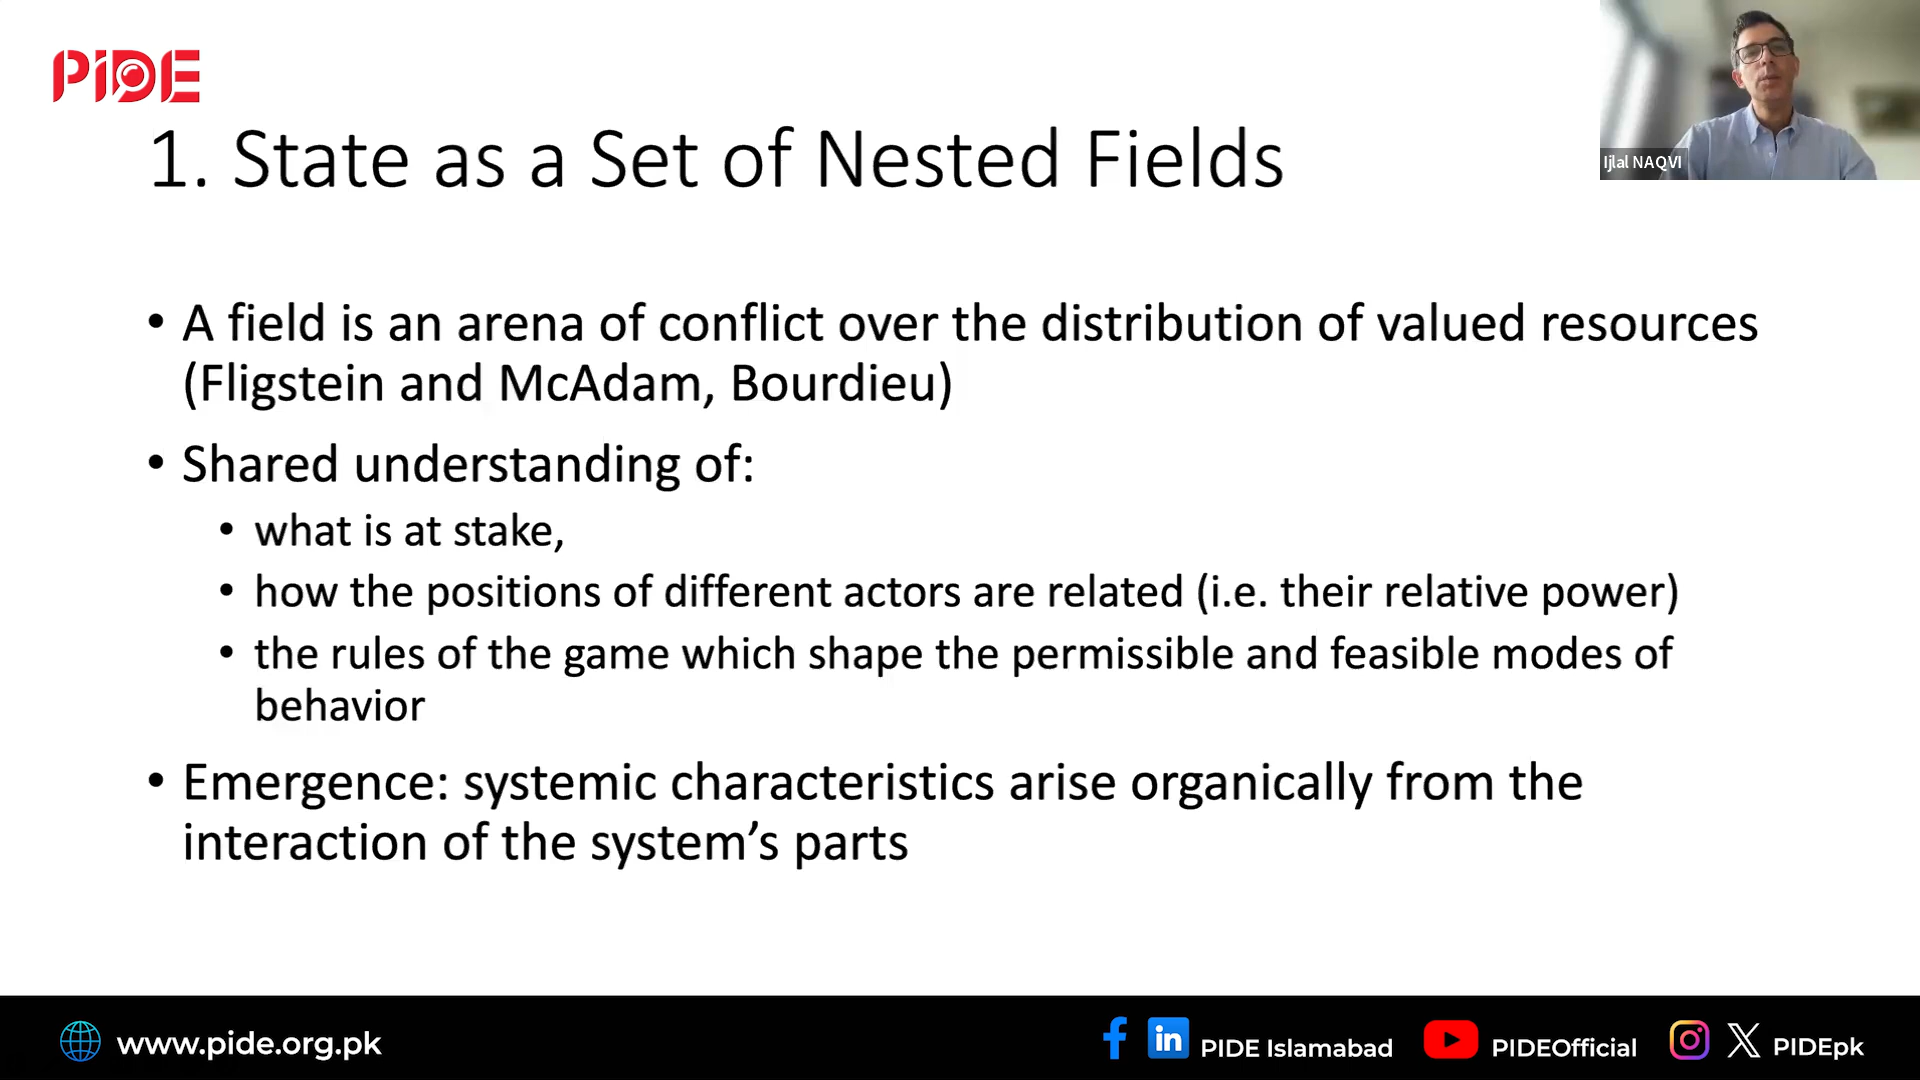 PiDE
Ijlal NAQVI
1. State as a Set of Nested Fields
• A field is an arena of conflict over the distribution of valued resources
(Fligstein and McAdam, Bourdieu)
• Shared understanding of:
• what is at stake,
• how the positions of different actors are related (i.e. their relative power)
• the rules of the game which shape the permissible and feasible modes of
behavior
• Emergence: systemic characteristics arise organically from the
interaction of the system’s parts
www.pide.org.pk
PIDE Islamabad
PIDEOfficial
PIDEpk